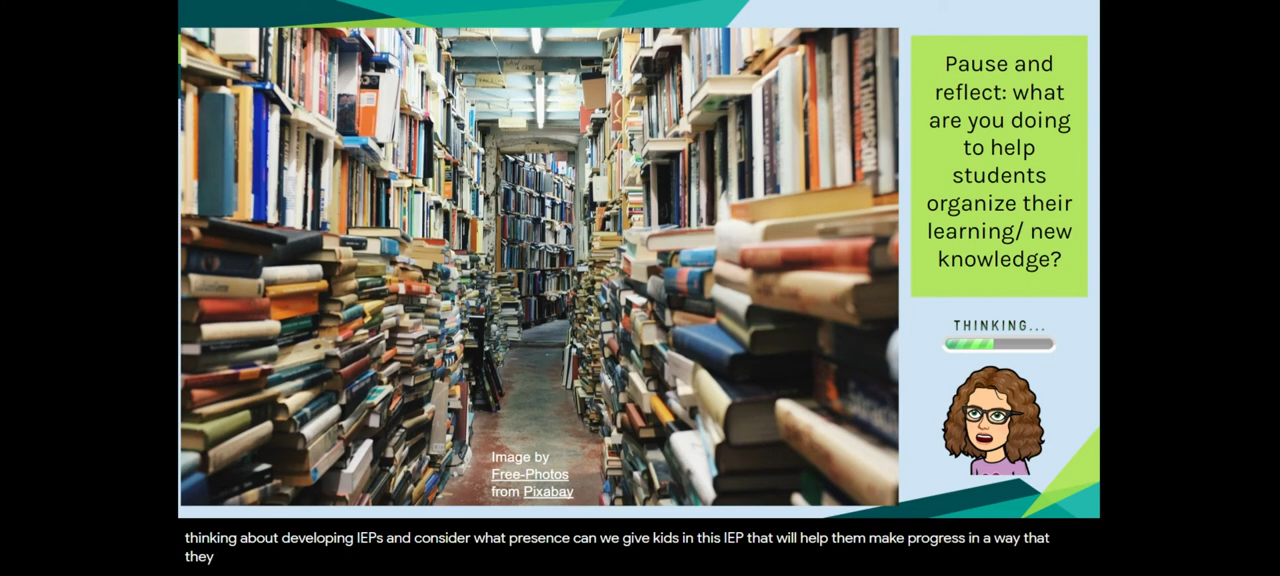 Pause and
reflect: what
are you doing
to help
students
organize their
learning/ new
knowledge?
THINKING...
Image by
Free-Photos
from Pixabay
thinking about developing IEPs and consider what presence can we give kids in this IEP that will help them make progress in a way that
they